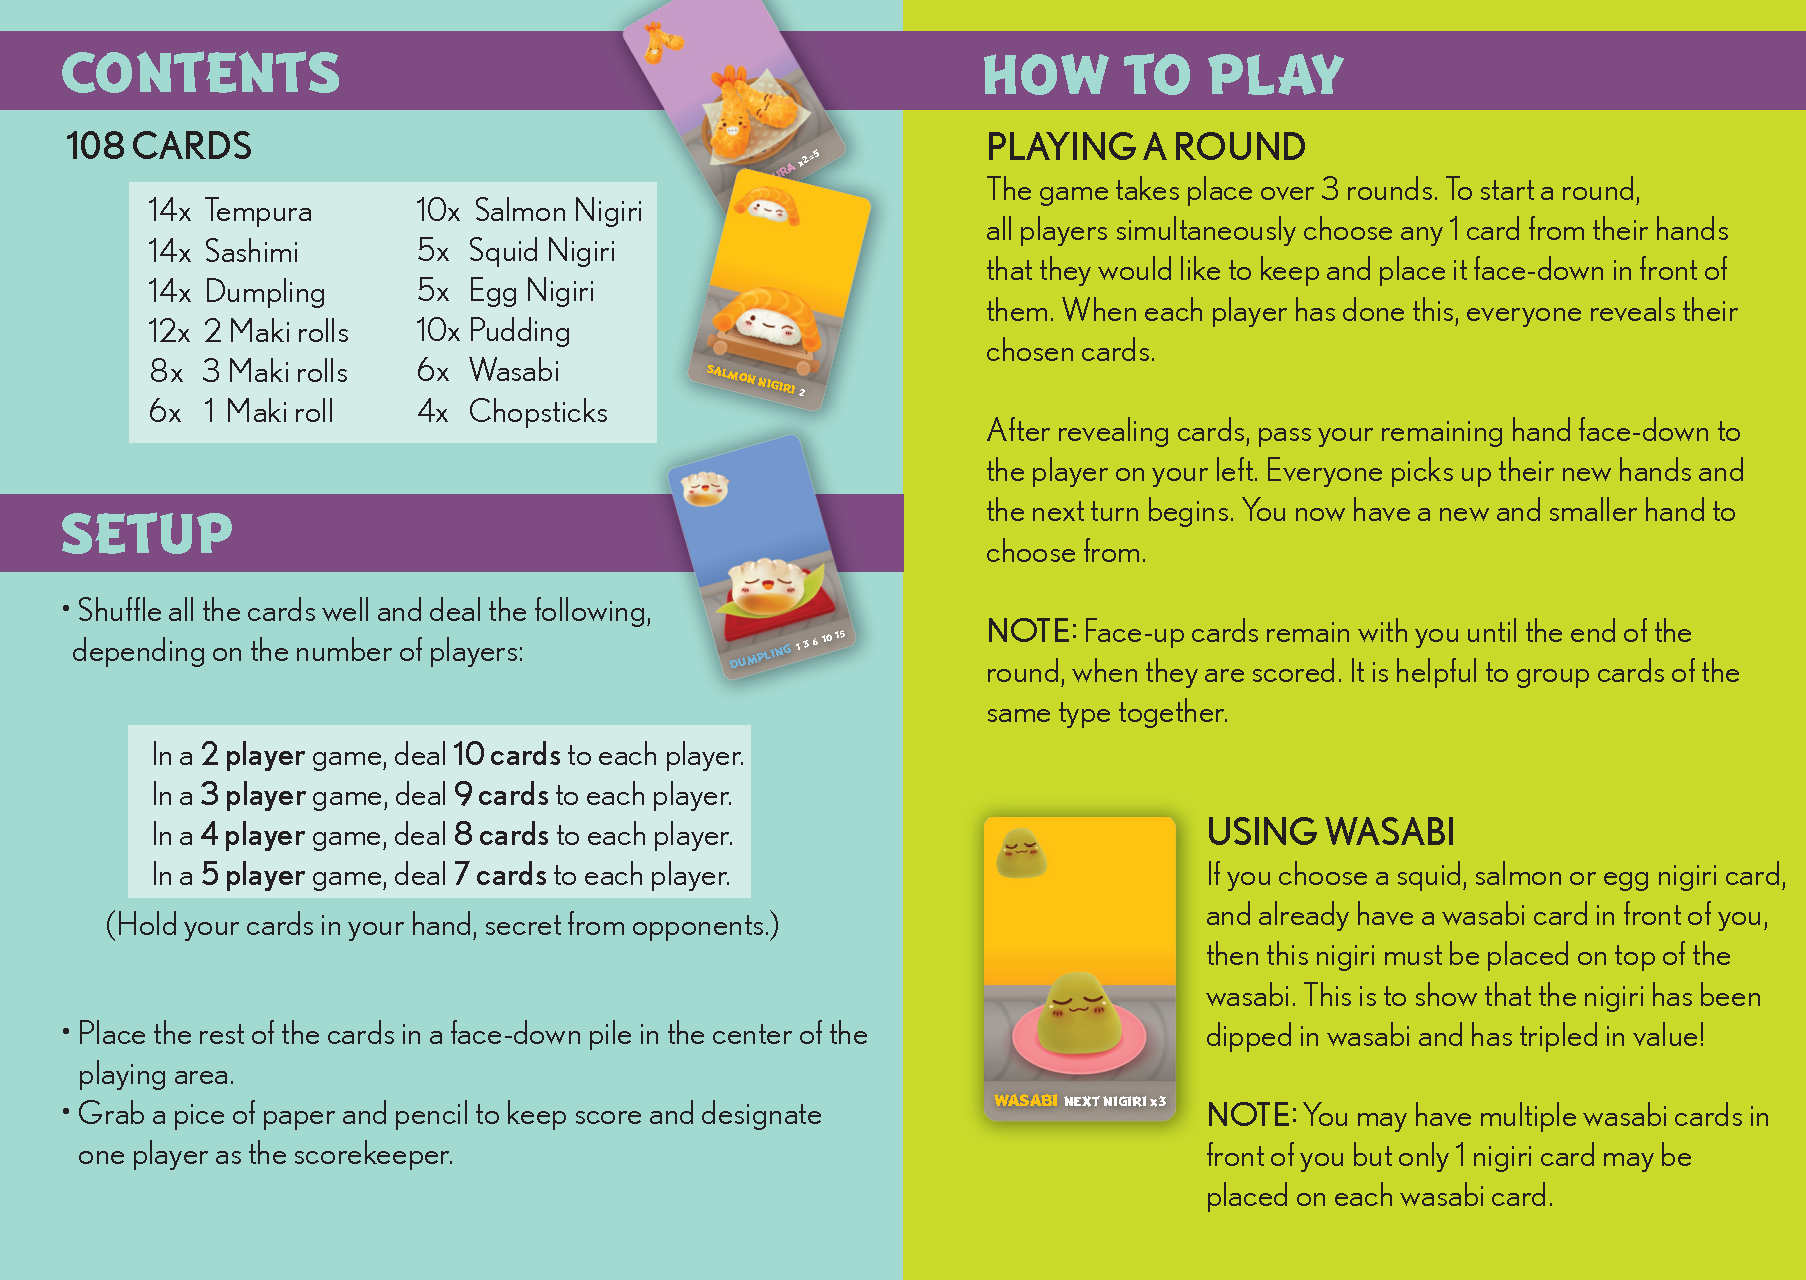 CONTENTS
108 CARDS
14x Tempura
14x Sashimi
14x Dumpling
12x 2 Maki rolls
8x 3 Maki rolls
6x 1 Maki roll
10x Salmon Nigiri
5x Squid Nigiri
5x Egg Nigiri
10x Pudding
6x Wasabi
4x Chopsticks
x2=5
SALMON NIGIRI 2
SETUP
DUMPLING 1 3 6 10 15
• Shuffle all the cards well and deal the following,
depending on the number of players:
In a 2 player game, deal 10 cards to each player.
In a 3 player game, deal 9 cards to each player.
In a 4 player game, deal 8 cards to each player.
In a 5 player game, deal 7 cards to each player.
(Hold your cards in your hand, secret from opponents.)
• Place the rest of the cards in a face-down pile in the center of the
playing area.
• Grab a pice of paper and pencil to keep score and designate
one player as the scorekeeper.
HOW TO PLAY
PLAYING A ROUND
The game takes place over 3 rounds. To start a round,
all players simultaneously choose any 1 card from their hands
that they would like to keep and place it face-down in front of
them. When each player has done this, everyone reveals their
chosen cards.
After revealing cards, pass your remaining hand face-down to
the player on your left. Everyone picks up their new hands and
the next turn begins. You now have a new and smaller hand to
choose from.
NOTE: Face-up cards remain with you until the end of the
round, when they are scored. It is helpful to group cards of the
same type together.
WASABI NEXT NIGIRI x3
USING WASABI
If you choose a squid, salmon or egg nigiri card,
and already have a wasabi card in front of you,
then this nigiri must be placed on top of the
wasabi. This is to show that the nigiri has been
dipped in wasabi and has tripled in value!
NOTE: You may have multiple wasabi cards in
front of you but only 1 nigiri card may be
placed on each wasabi card.